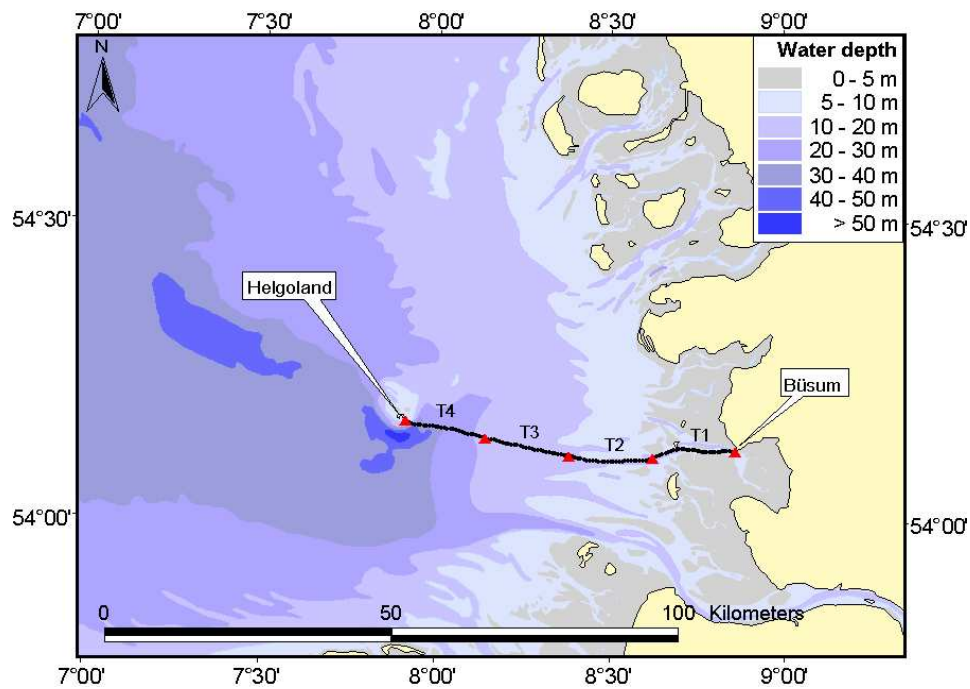 7°00' 7°30' 8°00' 8°30' 9°00'
N
Water depth
0 - 5 m
5 - 10 m
10 - 20 m
20 - 30 m
30 - 40 m
40 - 50 m
> 50 m
54°30' 54°30'
Helgoland
Büsum
T4 T3 T2 T1
54°00' 54°00'
0 50 100 Kilometers
7°00' 7°30' 8°00' 8°30' 9°00'